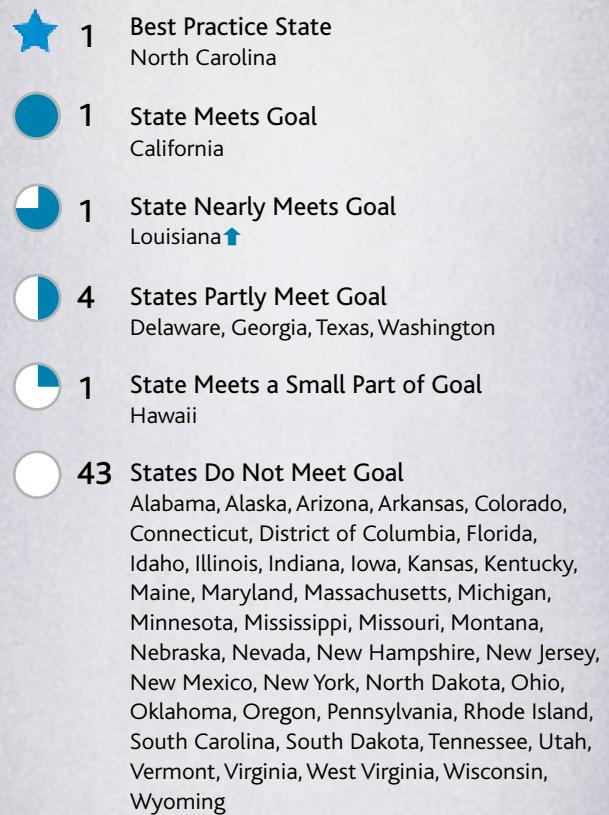 1 Best Practice State
North Carolina
1 State Meets Goal
California
1 State Nearly Meets Goal
Louisiana
4 States Partly Meet Goal
Delaware, Georgia, Texas, Washington
1 State Meets a Small Part of Goal
Hawaii
43 States Do Not Meet Goal
Alabama, Alaska, Arizona, Arkansas, Colorado,
Connecticut, District of Columbia, Florida,
Idaho, Illinois, Indiana, Iowa, Kansas, Kentucky,
Maine, Maryland, Massachusetts, Michigan,
Minnesota, Mississippi, Missouri, Montana,
Nebraska, Nevada, New Hampshire, New Jersey,
New Mexico, New York, North Dakota, Ohio,
Oklahoma, Oregon, Pennsylvania, Rhode Island,
South Carolina, South Dakota, Tennessee, Utah,
Vermont, Virginia, West Virginia, Wisconsin,
Wyoming